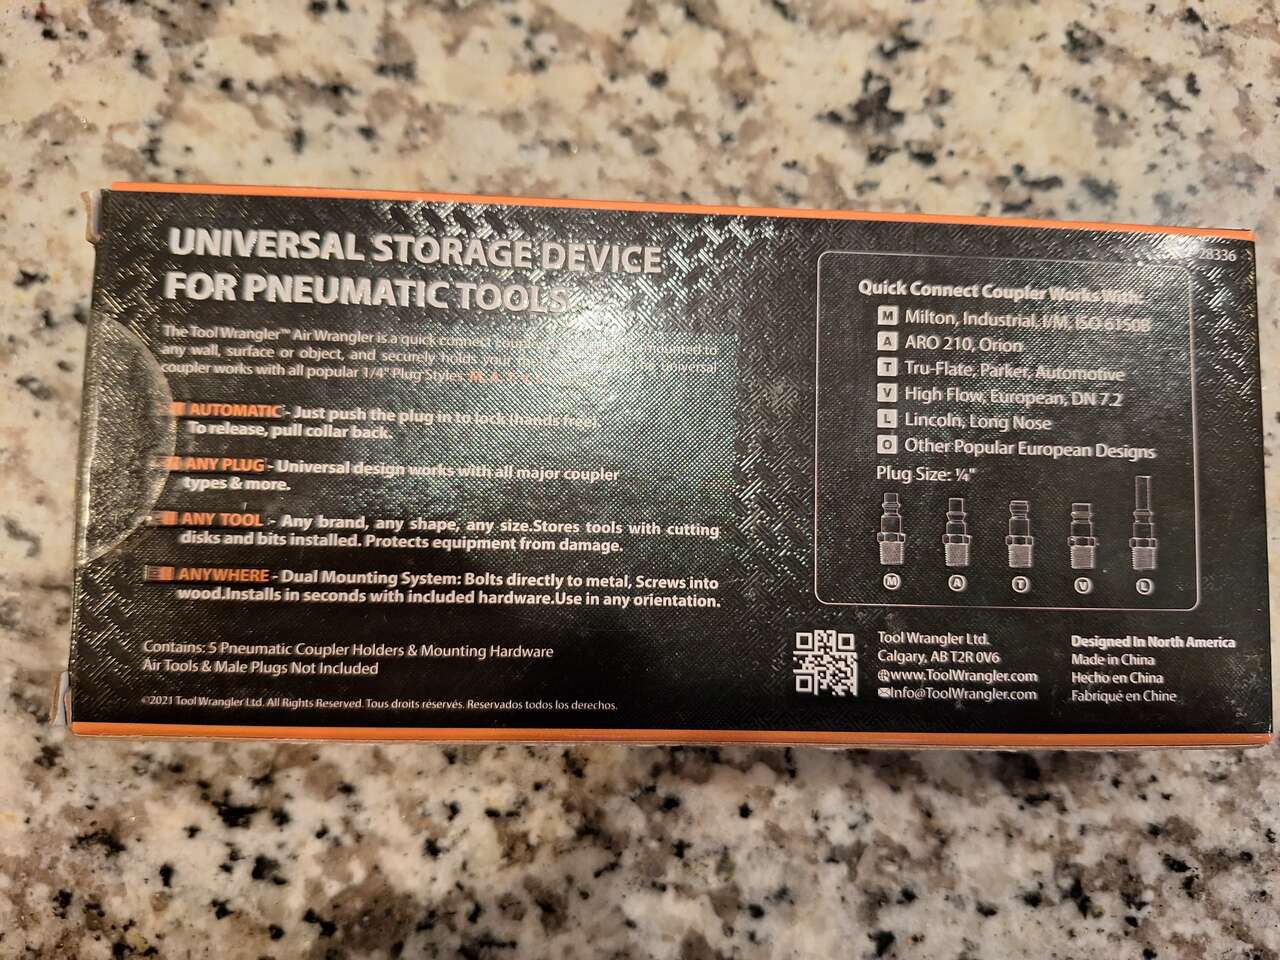 UNIVERSAL STORAGE DEVICE
FOR PNEUMATIC TOOLS
The Tool Wrangler™ Air Wrangler is a quick connect mounted to
any wall, surface or object, and securely holds your universal
coupler works with all popular 1/4" Plug Styles
AUTOMATIC - Just push the plug in to lock (hands free).
To release, pull collar back.
ANY PLUG - Universal design works with all major coupler
types & more.
ANY TOOL - Any brand, any shape, any size.Stores tools with cutting
disks and bits installed. Protects equipment from damage.
ANYWHERE - Dual Mounting System: Bolts directly to metal, Screws into
wood.Installs in seconds with included hardware.Use in any orientation.
Contains: 5 Pneumatic Coupler Holders & Mounting Hardware
Air Tools & Male Plugs Not Included
©2021 Tool Wrangler Ltd. All Rights Reserved. Tous droits réservés. Reservados todos los derechos.
28336
Quick Connect Coupler Works With:
M Milton, Industrial, I/M, ISO 6150B
A ARO 210, Orion
T Tru-Flate, Parker, Automotive
V High Flow, European, DN 7.2
L Lincoln, Long Nose
O Other Popular European Designs
Plug Size: ¼"
M A T V L
Tool Wrangler Ltd.
Calgary, AB T2R 0V6
www.ToolWrangler.com
Info@ToolWrangler.com
Designed In North America
Made in China
Hecho en China
Fabriqué en Chine